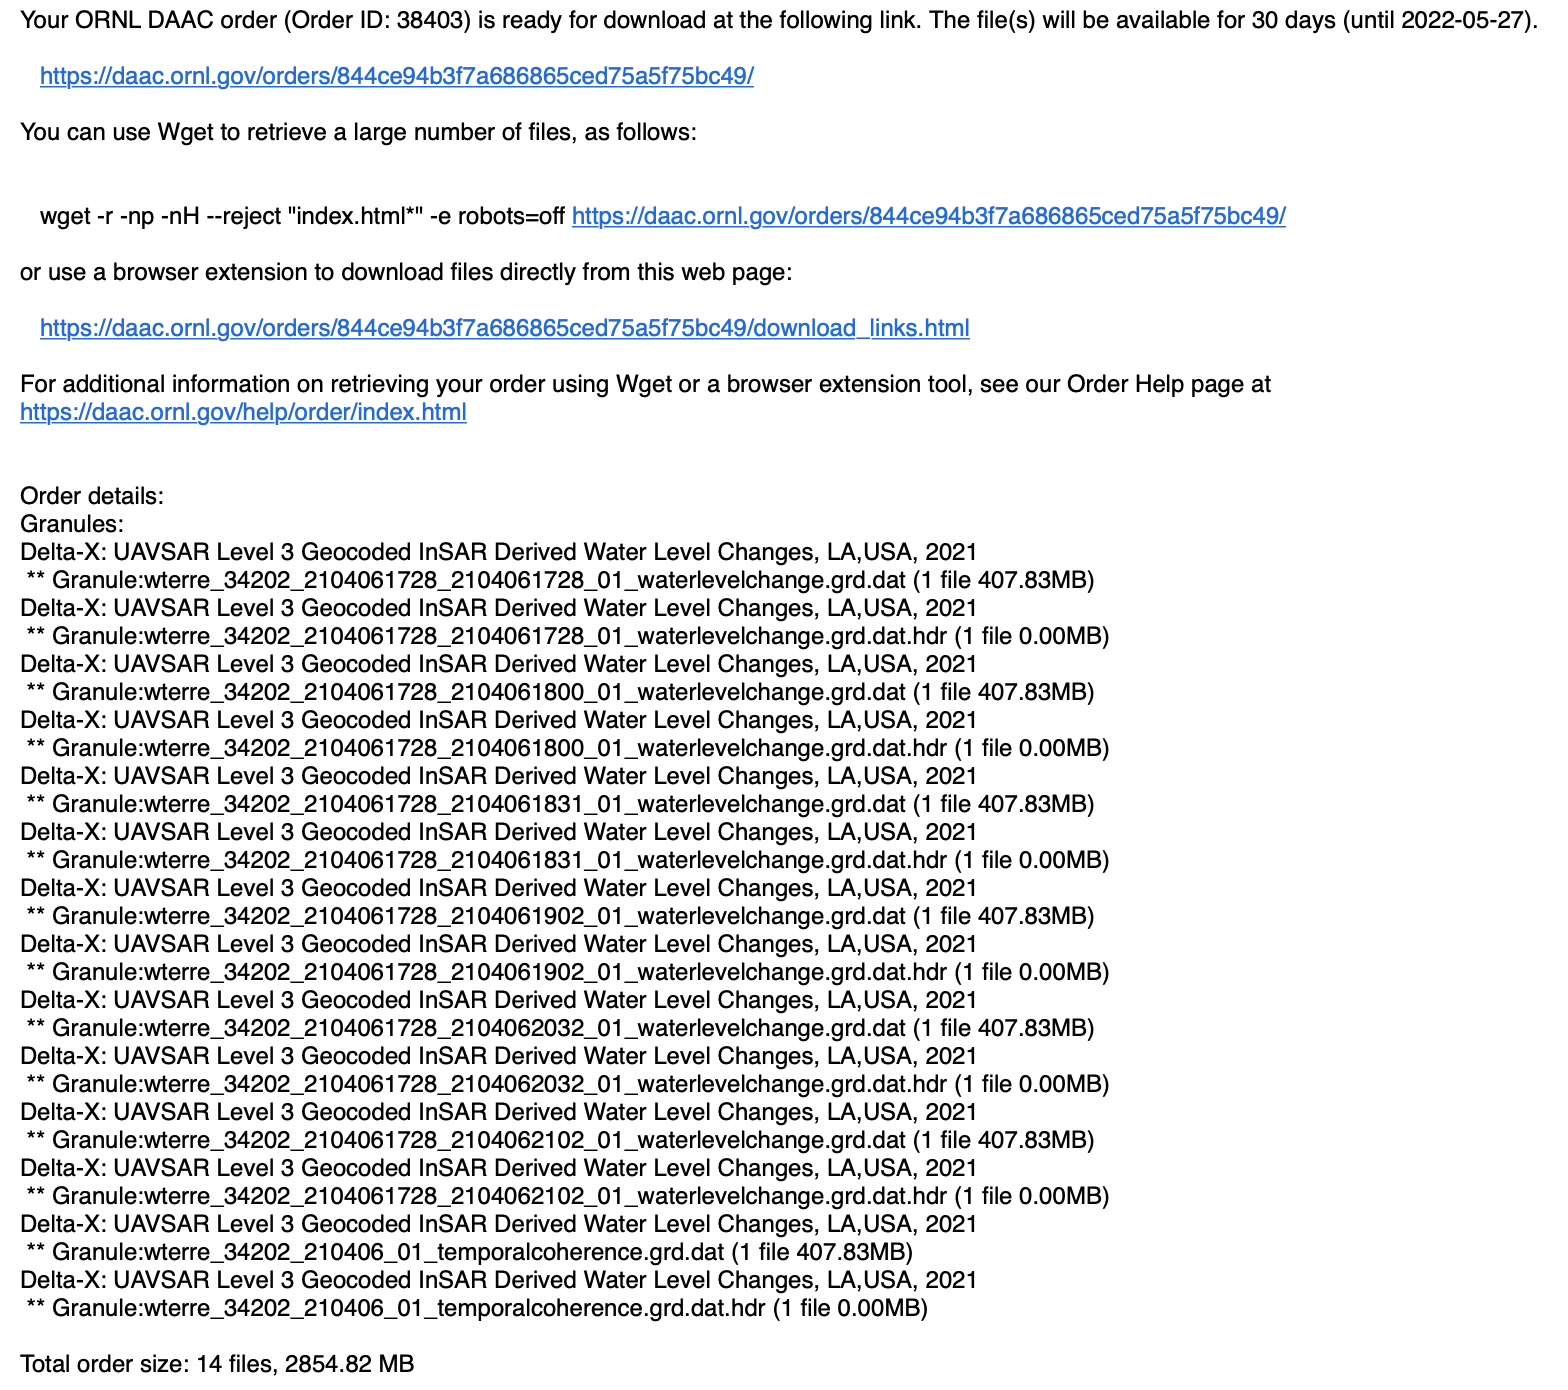 Your ORNL DAAC order (Order ID: 38403) is ready for download at the following link. The file(s) will be available for 30 days (until 2022-05-27).
https://daac.ornl.gov/orders/844ce94b3f7a686865ced75a5f75bc49/
You can use Wget to retrieve a large number of files, as follows:
wget -r -np -nH --reject "index.html*" -e robots=off https://daac.ornl.gov/orders/844ce94b3f7a686865ced75a5f75bc49/
or use a browser extension to download files directly from this web page:
https://daac.ornl.gov/orders/844ce94b3f7a686865ced75a5f75bc49/download_links.html
For additional information on retrieving your order using Wget or a browser extension tool, see our Order Help page at
https://daac.ornl.gov/help/order/index.html
Order details:
Granules:
Delta-X: UAVSAR Level 3 Geocoded InSAR Derived Water Level Changes, LA,USA, 2021
** Granule:wterre_34202_2104061728_2104061728_01_waterlevelchange.grd.dat (1 file 407.83MB)
Delta-X: UAVSAR Level 3 Geocoded InSAR Derived Water Level Changes, LA,USA, 2021
** Granule:wterre_34202_2104061728_2104061728_01_waterlevelchange.grd.dat.hdr (1 file 0.00MB)
Delta-X: UAVSAR Level 3 Geocoded InSAR Derived Water Level Changes, LA,USA, 2021
** Granule:wterre_34202_2104061728_2104061800_01_waterlevelchange.grd.dat (1 file 407.83MB)
Delta-X: UAVSAR Level 3 Geocoded InSAR Derived Water Level Changes, LA,USA, 2021
** Granule:wterre_34202_2104061728_2104061800_01_waterlevelchange.grd.dat.hdr (1 file 0.00MB)
Delta-X: UAVSAR Level 3 Geocoded InSAR Derived Water Level Changes, LA,USA, 2021
** Granule:wterre_34202_2104061728_2104061831_01_waterlevelchange.grd.dat (1 file 407.83MB)
Delta-X: UAVSAR Level 3 Geocoded InSAR Derived Water Level Changes, LA,USA, 2021
** Granule:wterre_34202_2104061728_2104061831_01_waterlevelchange.grd.dat.hdr (1 file 0.00MB)
Delta-X: UAVSAR Level 3 Geocoded InSAR Derived Water Level Changes, LA,USA, 2021
** Granule:wterre_34202_2104061728_2104061902_01_waterlevelchange.grd.dat (1 file 407.83MB)
Delta-X: UAVSAR Level 3 Geocoded InSAR Derived Water Level Changes, LA,USA, 2021
** Granule:wterre_34202_2104061728_2104061902_01_waterlevelchange.grd.dat.hdr (1 file 0.00MB)
Delta-X: UAVSAR Level 3 Geocoded InSAR Derived Water Level Changes, LA,USA, 2021
** Granule:wterre_34202_2104061728_2104062032_01_waterlevelchange.grd.dat (1 file 407.83MB)
Delta-X: UAVSAR Level 3 Geocoded InSAR Derived Water Level Changes, LA,USA, 2021
** Granule:wterre_34202_2104061728_2104062032_01_waterlevelchange.grd.dat.hdr (1 file 0.00MB)
Delta-X: UAVSAR Level 3 Geocoded InSAR Derived Water Level Changes, LA,USA, 2021
** Granule:wterre_34202_2104061728_2104062102_01_waterlevelchange.grd.dat (1 file 407.83MB)
Delta-X: UAVSAR Level 3 Geocoded InSAR Derived Water Level Changes, LA,USA, 2021
** Granule:wterre_34202_2104061728_2104062102_01_waterlevelchange.grd.dat.hdr (1 file 0.00MB)
Delta-X: UAVSAR Level 3 Geocoded InSAR Derived Water Level Changes, LA,USA, 2021
** Granule:wterre_34202_210406_01_temporalcoherence.grd.dat (1 file 407.83MB)
Delta-X: UAVSAR Level 3 Geocoded InSAR Derived Water Level Changes, LA,USA, 2021
** Granule:wterre_34202_210406_01_temporalcoherence.grd.dat.hdr (1 file 0.00MB)
Total order size: 14 files, 2854.82 MB